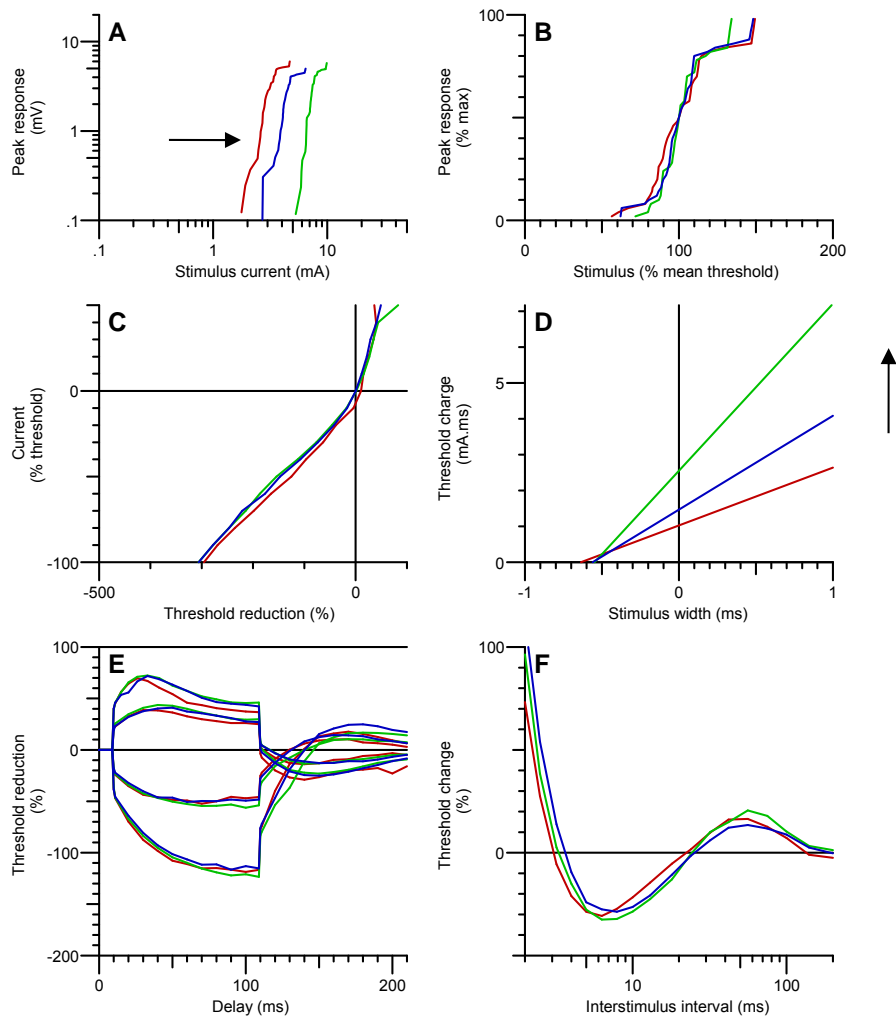 A
10
1
.1
.1
1
10
Peak response
(mV)
Stimulus current (mA)
B
100
0
0
100
200
Peak response
(% max)
Stimulus (% mean threshold)
C
0
-100
-500
0
Current
(% threshold)
Threshold reduction (%)
D
5
0
-1
0
1
Threshold charge
(mA.ms)
Stimulus width (ms)
E
100
0
-100
-200
0
100
200
Threshold reduction
(%)
Delay (ms)
F
100
0
10
100
Threshold change
(%)
Interstimulus interval (ms)